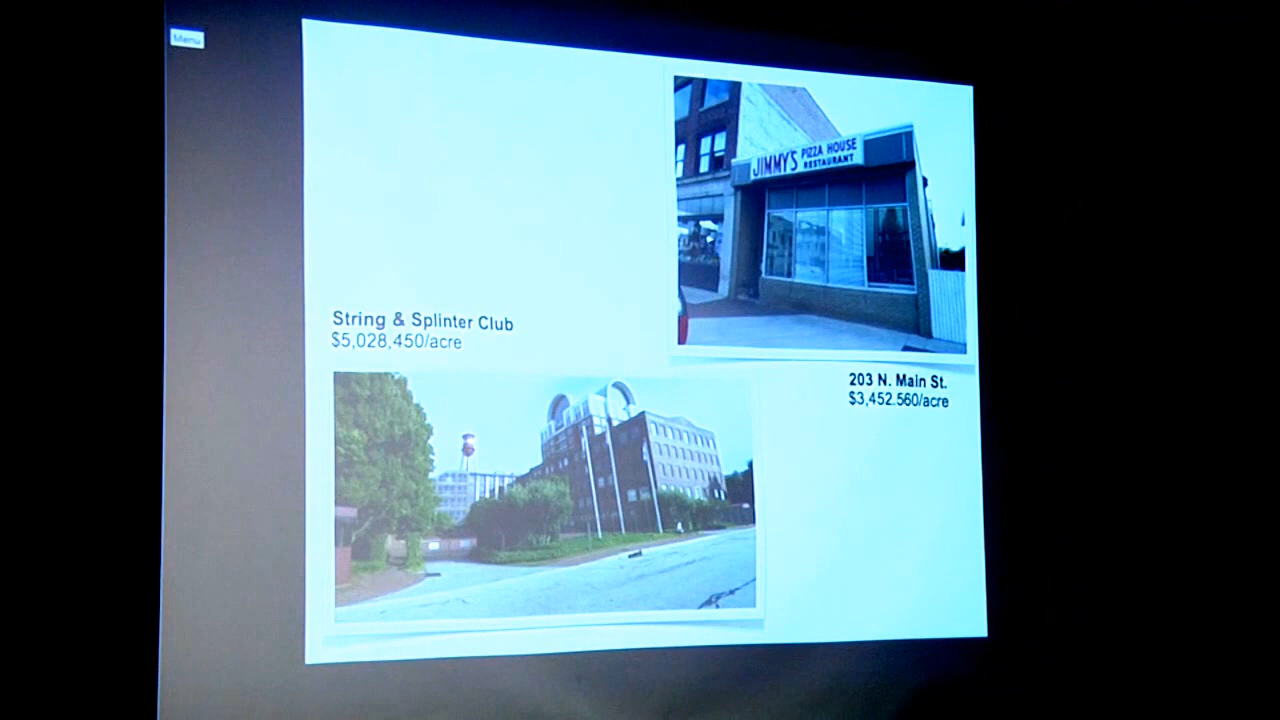 Menu
JIMMY'S PIZZA HOUSE
RESTAURANT
String & Splinter Club
$5,028,450/acre
203 N. Main St.
$3,452.560/acre